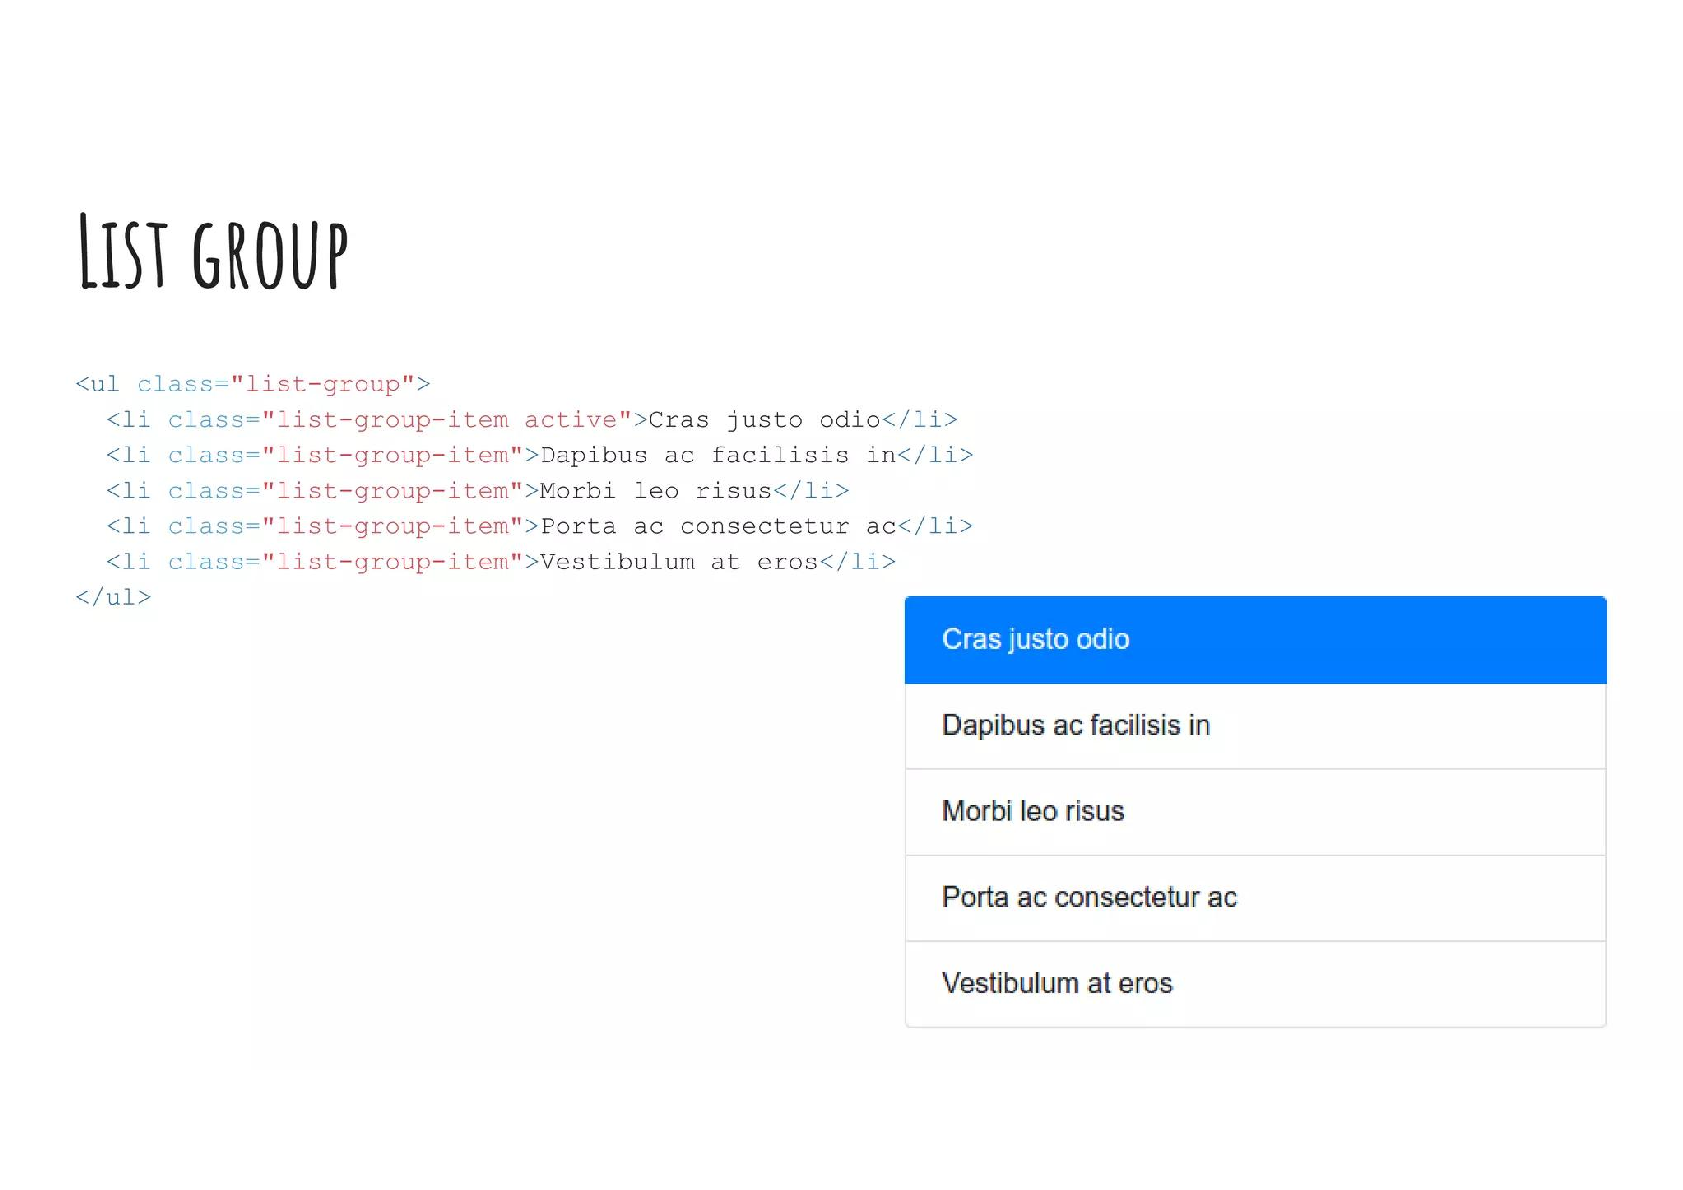 List group
<ul class="list-group">
  <li class="list-group-item active">Cras justo odio</li>
  <li class="list-group-item">Dapibus ac facilisis in</li>
  <li class="list-group-item">Morbi leo risus</li>
  <li class="list-group-item">Porta ac consectetur ac</li>
  <li class="list-group-item">Vestibulum at eros</li>
</ul>
Cras justo odio
Dapibus ac facilisis in
Morbi leo risus
Porta ac consectetur ac
Vestibulum at eros